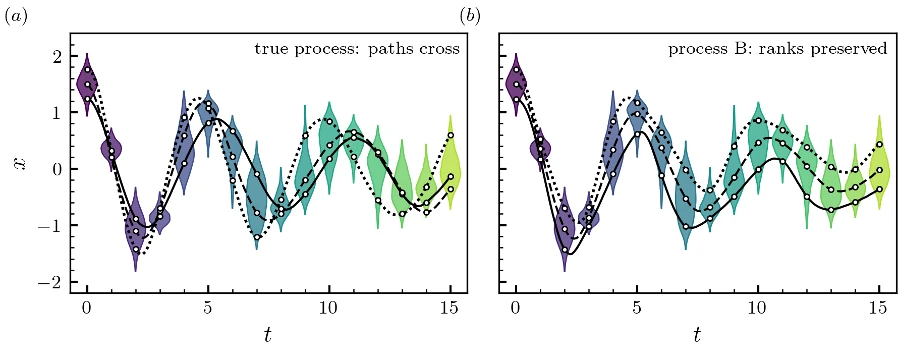 (a)
true process: paths cross
x
2
1
0
−1
−2
0
5
10
15
t
(b)
process B: ranks preserved
0
5
10
15
t